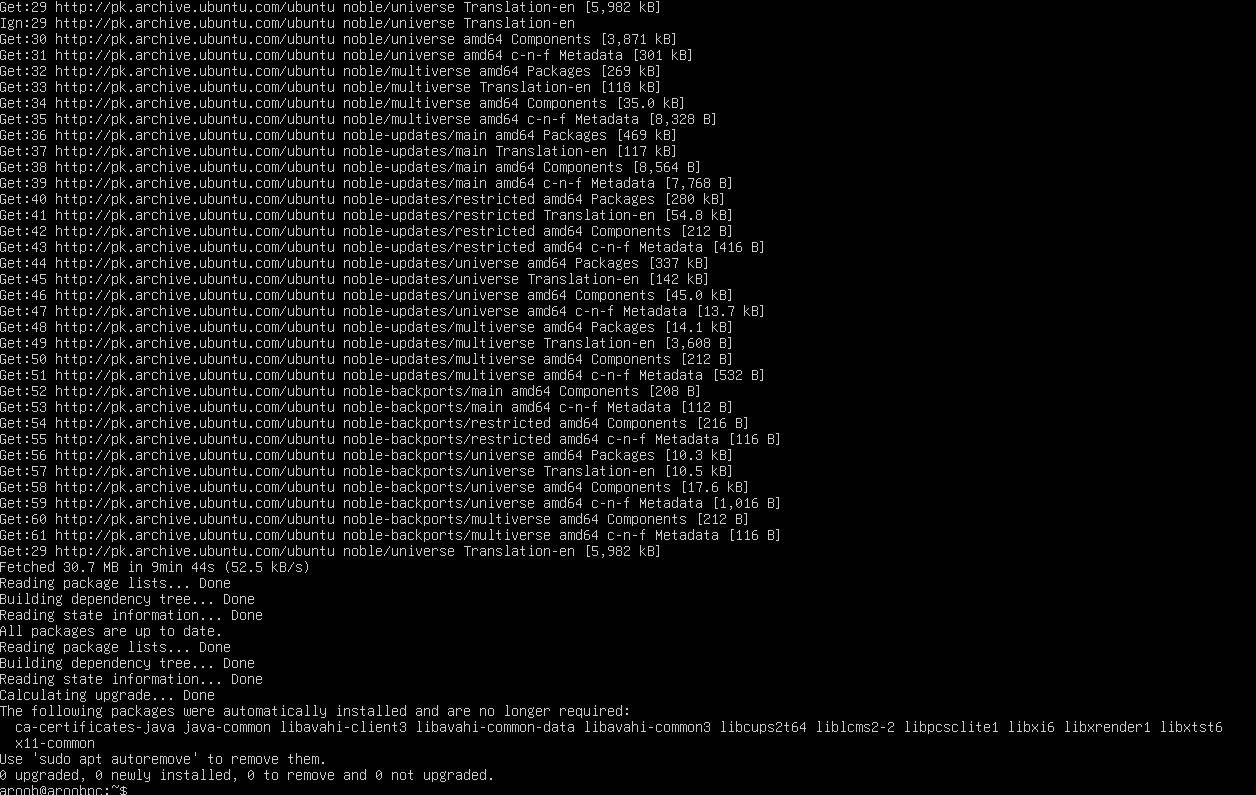 Get:29 http://pk.archive.ubuntu.com/ubuntu noble/universe Translation-en [5,982 kB]
Ign:29 http://pk.archive.ubuntu.com/ubuntu noble/universe Translation-en
Get:30 http://pk.archive.ubuntu.com/ubuntu noble/universe amd64 Components [3,871 kB]
Get:31 http://pk.archive.ubuntu.com/ubuntu noble/universe amd64 c-n-f Metadata [301 kB]
Get:32 http://pk.archive.ubuntu.com/ubuntu noble/multiverse amd64 Packages [269 kB]
Get:33 http://pk.archive.ubuntu.com/ubuntu noble/multiverse Translation-en [118 kB]
Get:34 http://pk.archive.ubuntu.com/ubuntu noble/multiverse amd64 Components [35.0 kB]
Get:35 http://pk.archive.ubuntu.com/ubuntu noble/multiverse amd64 c-n-f Metadata [8,328 B]
Get:36 http://pk.archive.ubuntu.com/ubuntu noble-updates/main amd64 Packages [469 kB]
Get:37 http://pk.archive.ubuntu.com/ubuntu noble-updates/main Translation-en [117 kB]
Get:38 http://pk.archive.ubuntu.com/ubuntu noble-updates/main amd64 Components [8,564 B]
Get:39 http://pk.archive.ubuntu.com/ubuntu noble-updates/main amd64 c-n-f Metadata [7,768 B]
Get:40 http://pk.archive.ubuntu.com/ubuntu noble-updates/restricted amd64 Packages [280 kB]
Get:41 http://pk.archive.ubuntu.com/ubuntu noble-updates/restricted Translation-en [54.8 kB]
Get:42 http://pk.archive.ubuntu.com/ubuntu noble-updates/restricted amd64 Components [212 B]
Get:43 http://pk.archive.ubuntu.com/ubuntu noble-updates/restricted amd64 c-n-f Metadata [416 B]
Get:44 http://pk.archive.ubuntu.com/ubuntu noble-updates/universe amd64 Packages [337 kB]
Get:45 http://pk.archive.ubuntu.com/ubuntu noble-updates/universe Translation-en [142 kB]
Get:46 http://pk.archive.ubuntu.com/ubuntu noble-updates/universe amd64 Components [45.0 kB]
Get:47 http://pk.archive.ubuntu.com/ubuntu noble-updates/universe amd64 c-n-f Metadata [13.7 kB]
Get:48 http://pk.archive.ubuntu.com/ubuntu noble-updates/multiverse amd64 Packages [14.1 kB]
Get:49 http://pk.archive.ubuntu.com/ubuntu noble-updates/multiverse Translation-en [3,608 B]
Get:50 http://pk.archive.ubuntu.com/ubuntu noble-updates/multiverse amd64 Components [212 B]
Get:51 http://pk.archive.ubuntu.com/ubuntu noble-updates/multiverse amd64 c-n-f Metadata [532 B]
Get:52 http://pk.archive.ubuntu.com/ubuntu noble-backports/main amd64 Components [208 B]
Get:53 http://pk.archive.ubuntu.com/ubuntu noble-backports/main amd64 c-n-f Metadata [112 B]
Get:54 http://pk.archive.ubuntu.com/ubuntu noble-backports/restricted amd64 Components [216 B]
Get:55 http://pk.archive.ubuntu.com/ubuntu noble-backports/restricted amd64 c-n-f Metadata [116 B]
Get:56 http://pk.archive.ubuntu.com/ubuntu noble-backports/universe amd64 Packages [10.3 kB]
Get:57 http://pk.archive.ubuntu.com/ubuntu noble-backports/universe Translation-en [10.5 kB]
Get:58 http://pk.archive.ubuntu.com/ubuntu noble-backports/universe amd64 Components [17.6 kB]
Get:59 http://pk.archive.ubuntu.com/ubuntu noble-backports/universe amd64 c-n-f Metadata [1,016 B]
Get:60 http://pk.archive.ubuntu.com/ubuntu noble-backports/multiverse amd64 Components [212 B]
Get:61 http://pk.archive.ubuntu.com/ubuntu noble-backports/multiverse amd64 c-n-f Metadata [116 B]
Get:29 http://pk.archive.ubuntu.com/ubuntu noble/universe Translation-en [5,982 kB]
Fetched 30.7 MB in 9min 44s (52.5 kB/s)
Reading package lists... Done
Building dependency tree... Done
Reading state information... Done
All packages are up to date.
Reading package lists... Done
Building dependency tree... Done
Reading state information... Done
Calculating upgrade... Done
The following packages were automatically installed and are no longer required:
ca-certificates-java java-common libavahi-client3 libavahi-common-data libavahi-common3 libcups2t64 liblcms2-2 libpcsclite1 libxi6 libxrender1 libxtst6
x11-common
Use 'sudo apt autoremove' to remove them.
0 upgraded, 0 newly installed, 0 to remove and 0 not upgraded.
aroob@aroobpc:~$